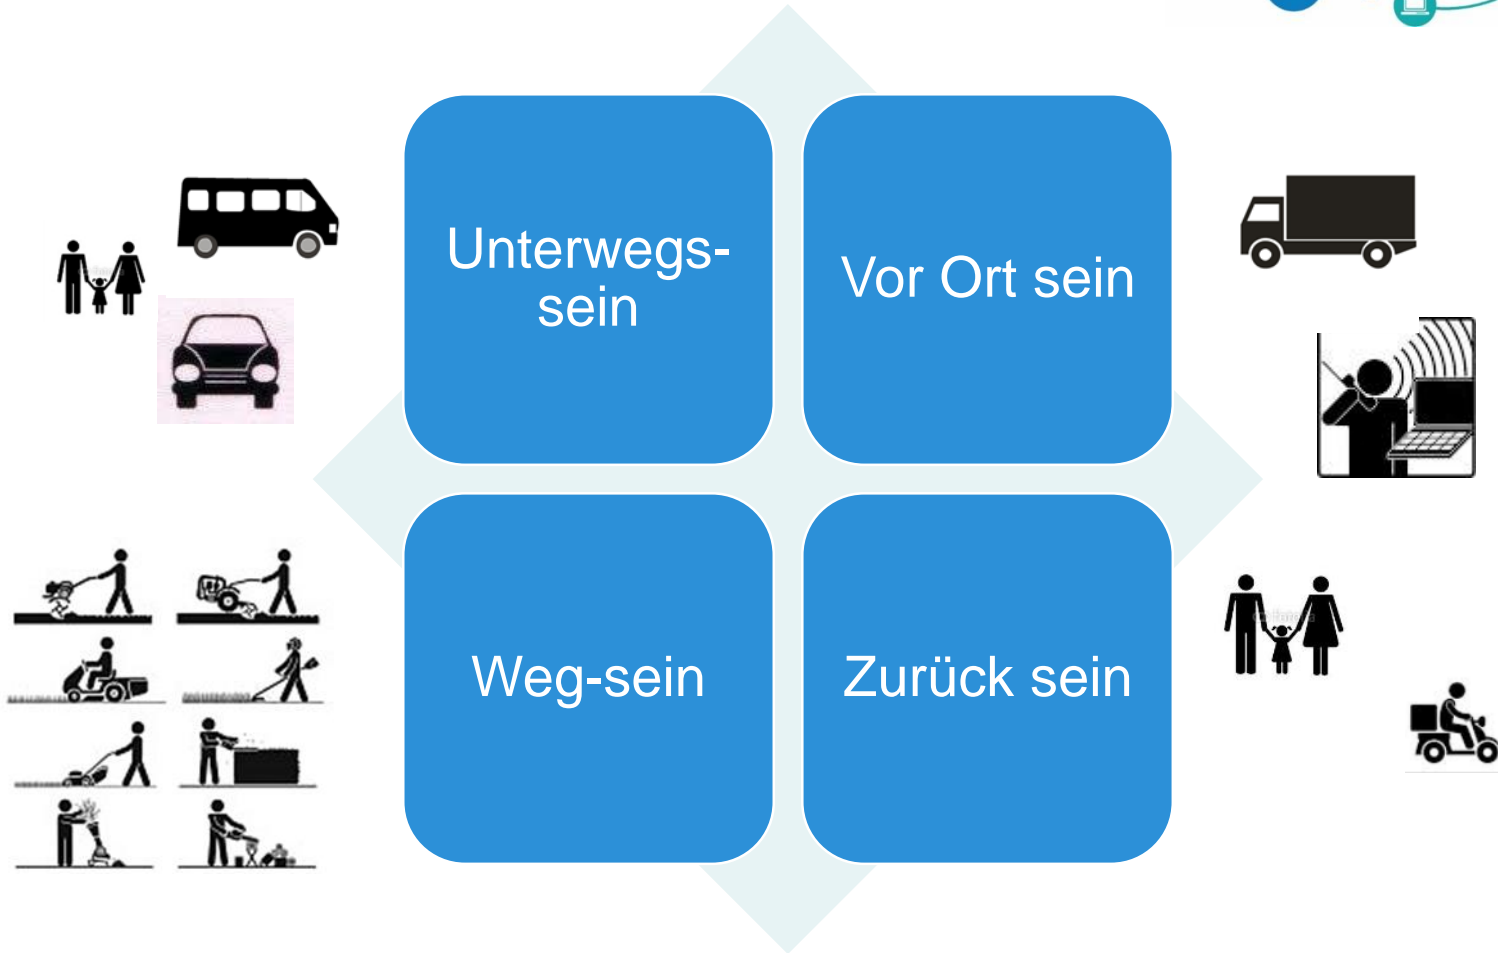 Unterwegs-
sein
Vor Ort sein
Weg-sein
Zurück sein